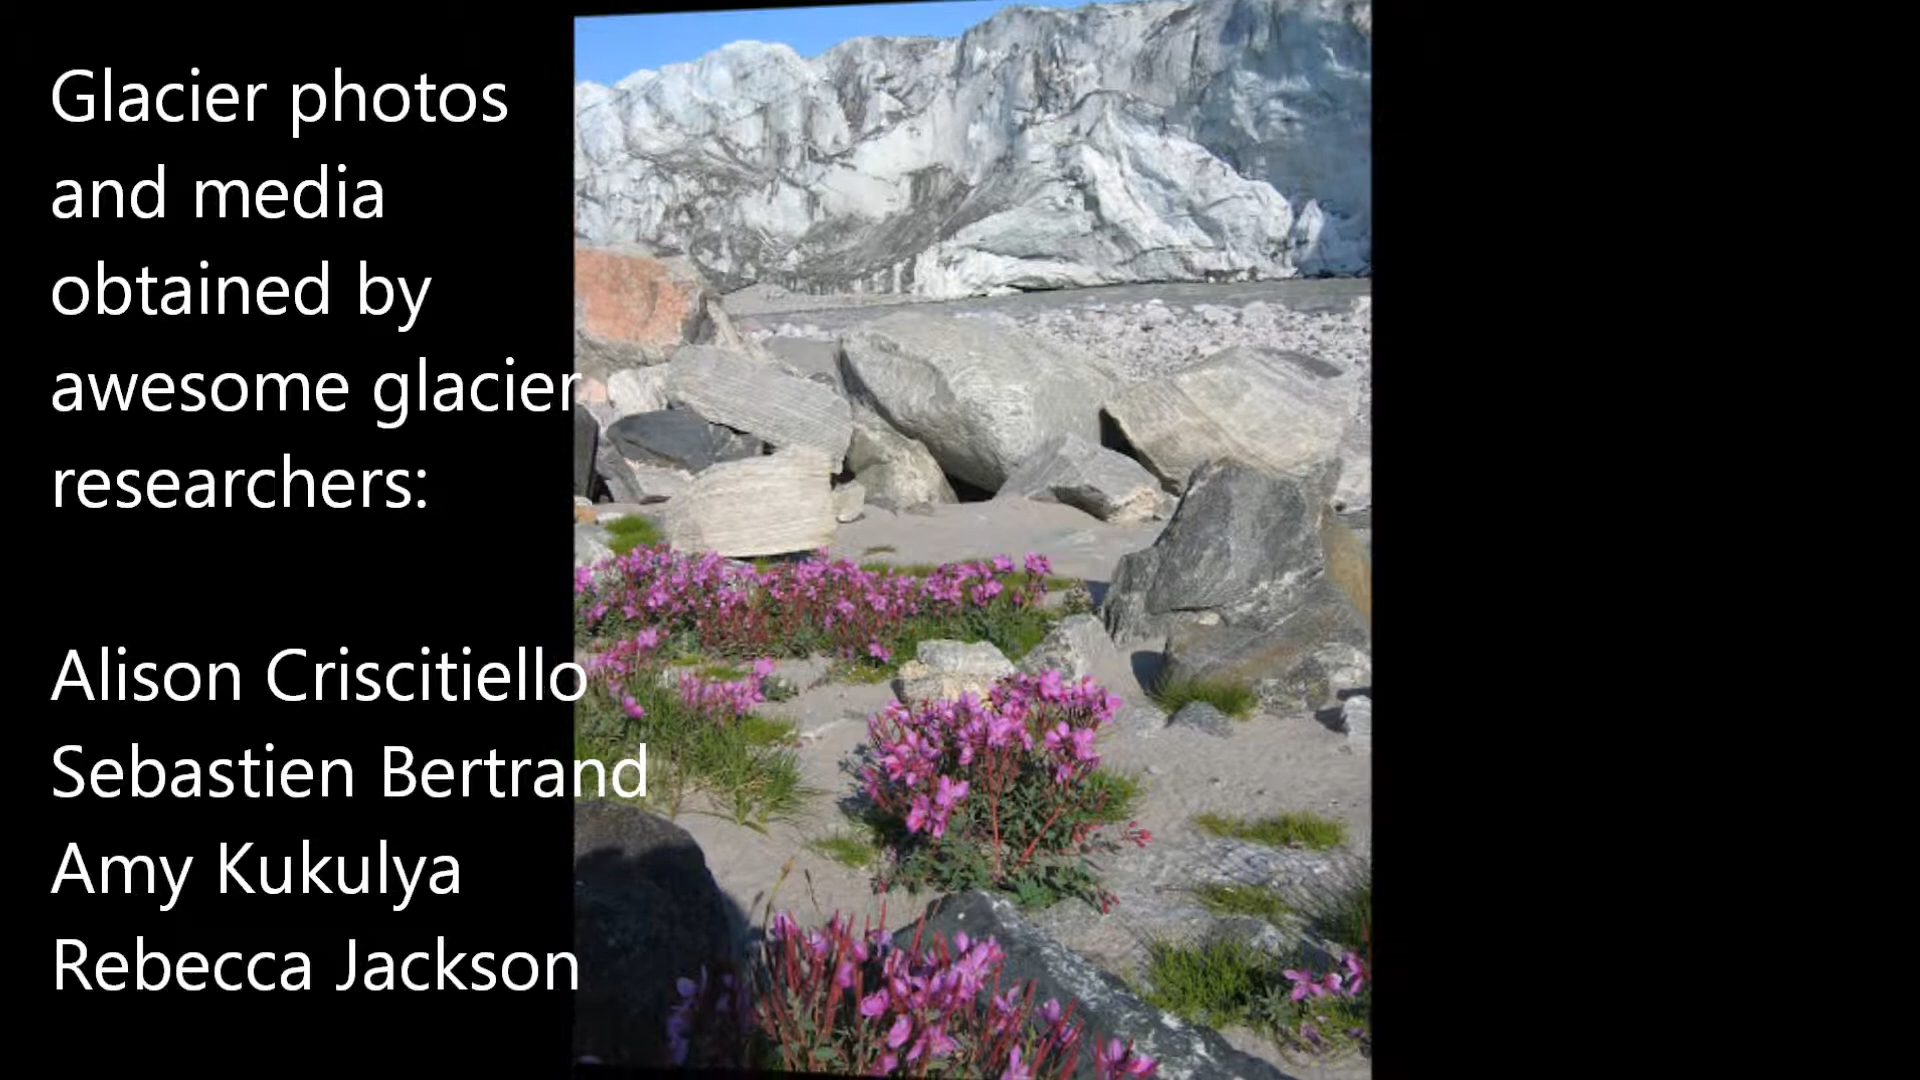 Glacier photos
and media
obtained by
awesome glacier
researchers:
Alison Criscitiello
Sebastien Bertrand
Amy Kukulya
Rebecca Jackson